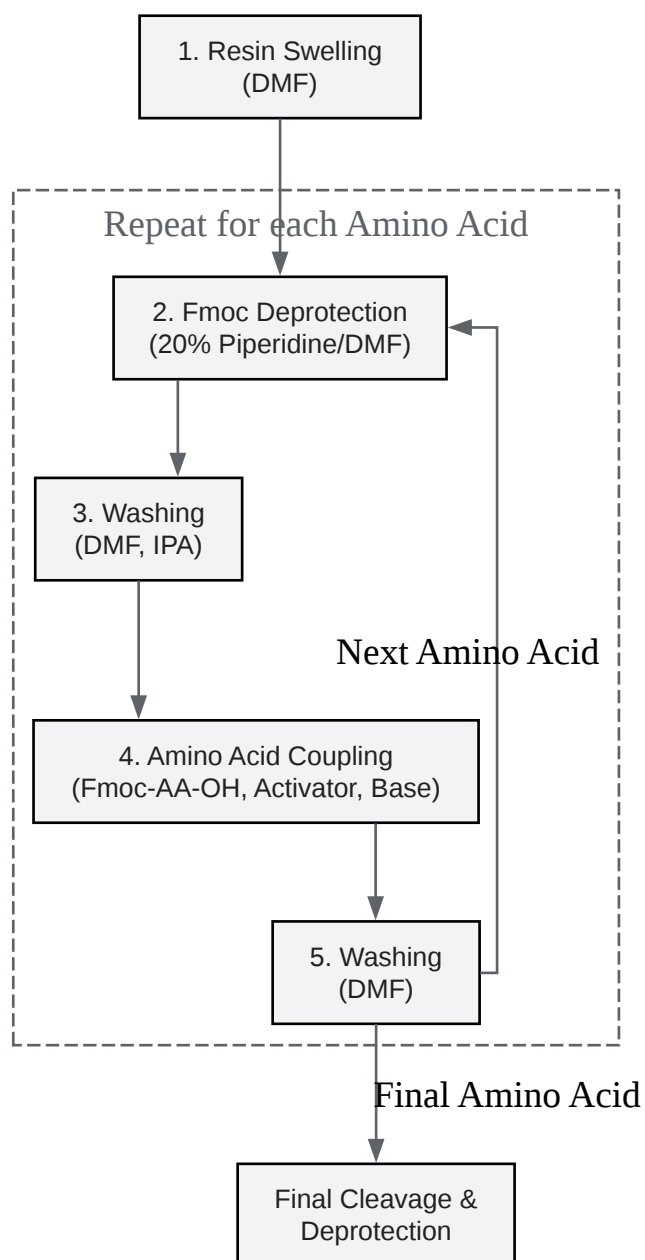 1. Resin Swelling
(DMF)
Repeat for each Amino Acid
2. Fmoc Deprotection
(20% Piperidine/DMF)
3. Washing
(DMF, IPA)
Next Amino Acid
4. Amino Acid Coupling
(Fmoc-AA-OH, Activator, Base)
5. Washing
(DMF)
Final Amino Acid
Final Cleavage &
Deprotection